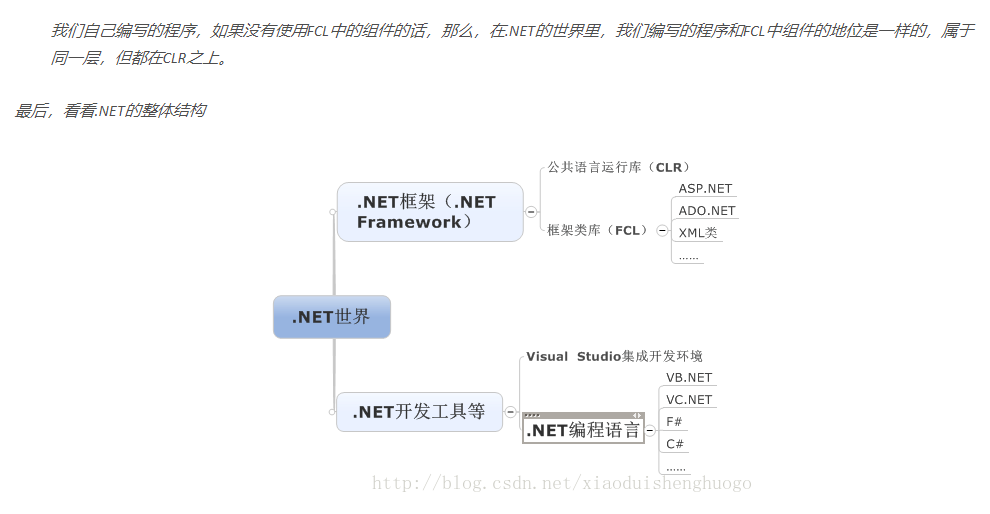 我们自己编写的程序，如果没有使用FCL中的组件的话，那么，在.NET的世界里，我们编写的程序和FCL中组件的地位是一样的，属于
同一层，但都在CLR之上。
最后，看看.NET的整体结构
.NET世界
.NET框架（.NET
Framework）
公共语言运行库（CLR）
框架类库（FCL）
ASP.NET
ADO.NET
XML类
……
.NET开发工具等
Visual Studio集成开发环境
.NET编程语言
VB.NET
VC.NET
F#
C#
……
http://blog.csdn.net/xiaoduishenghuogo